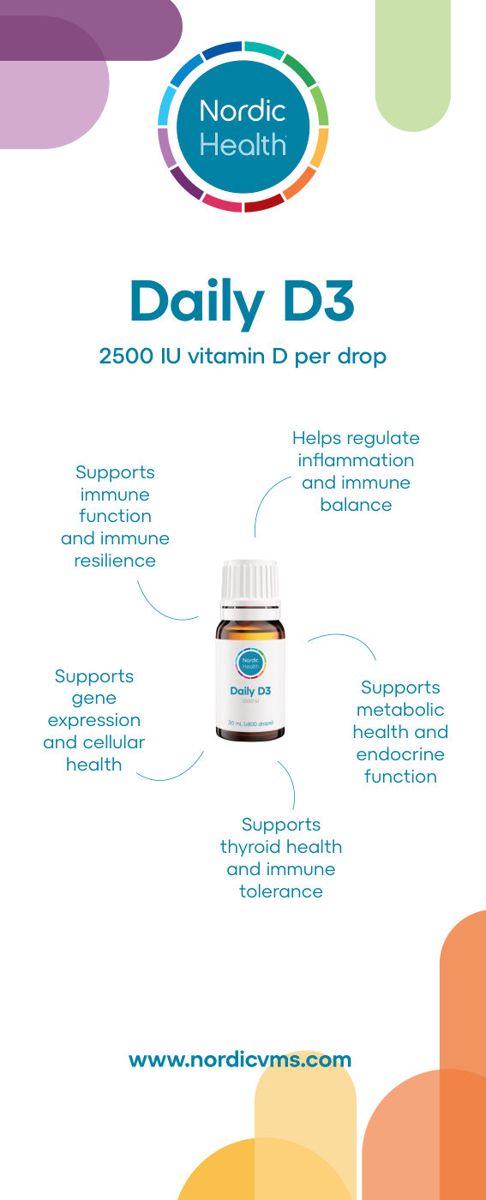 Nordic
Health
Daily D3
2500 IU vitamin D per drop
Helps regulate
inflammation
and immune
balance
Supports
immune
function
and immune
resilience
Nordic
Health
Daily D3
Supports
gene
expression
and cellular
health
Supports
metabolic
health and
endocrine
function
Supports
thyroid health
and immune
tolerance
www.nordicvms.com